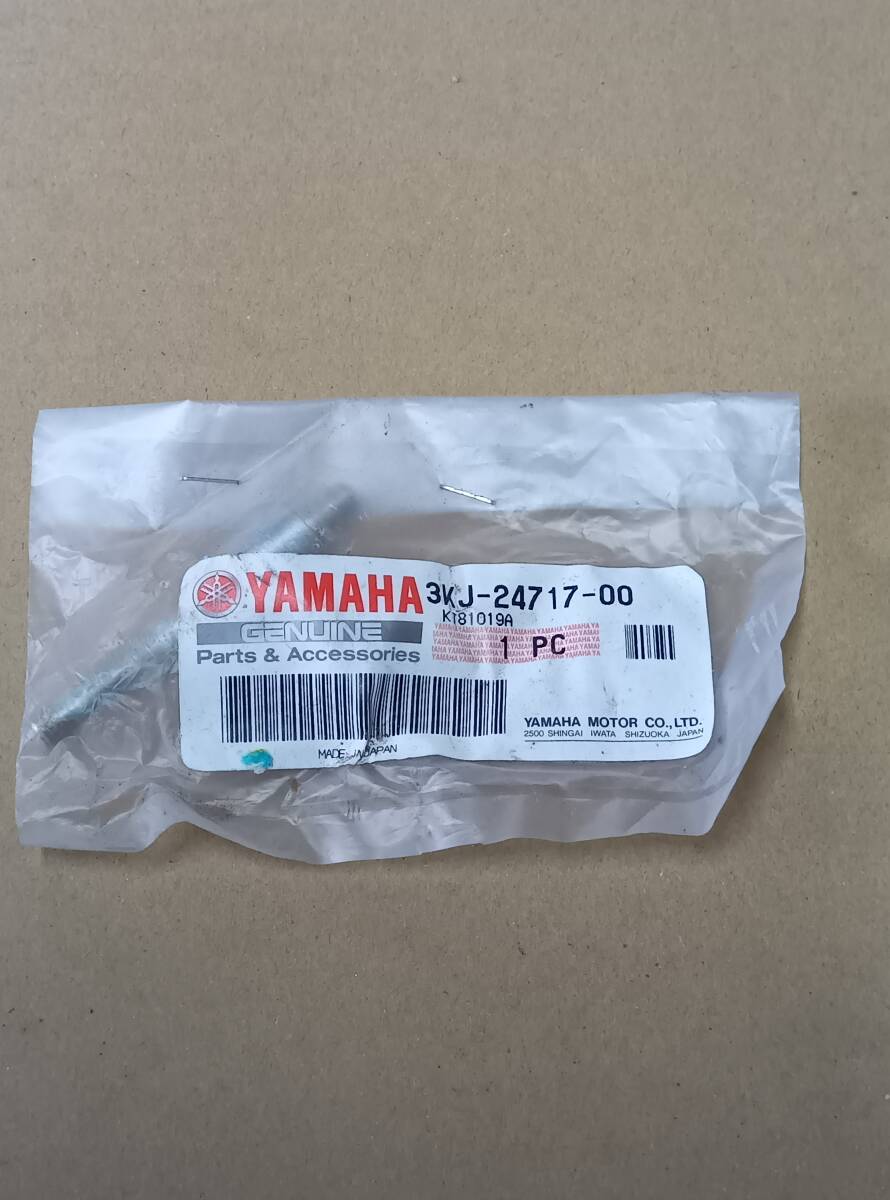 YAMAHA 3KJ-24717-00
GENUINE
K181019A
Parts & Accessories
1 PC
YAMAHA MOTOR CO.,LTD.
2500 SHINGAI IWATA SHIZUOKA JAPAN
MADE IN JAPAN